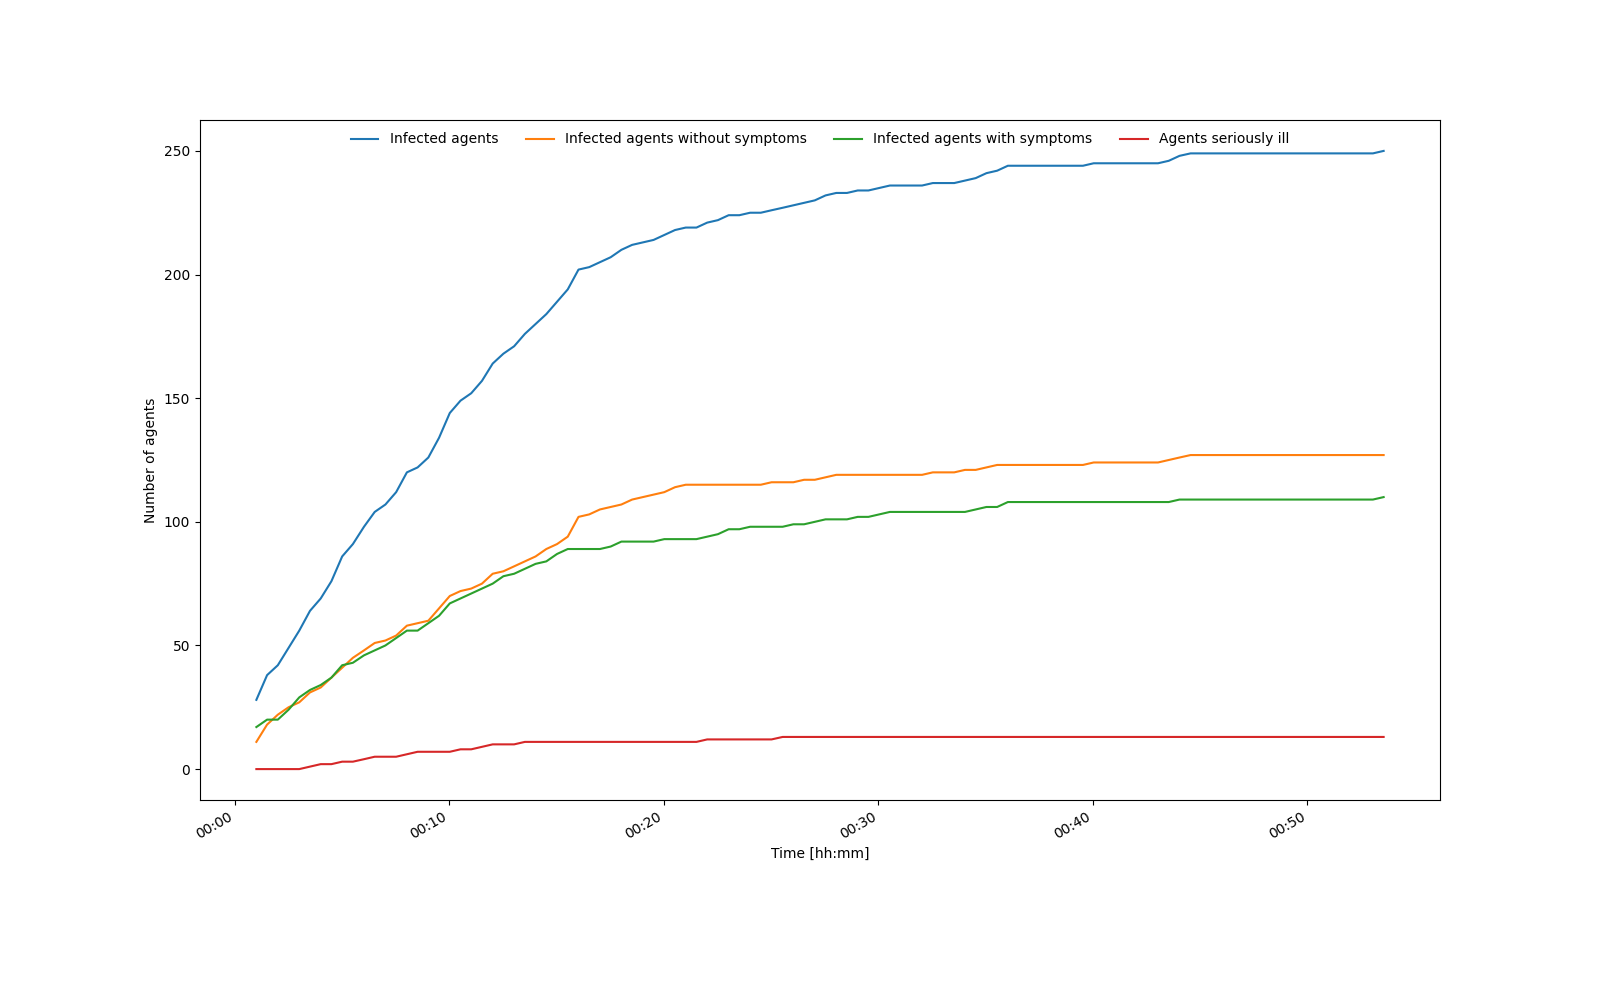 Infected agents
Infected agents without symptoms
Infected agents with symptoms
Agents seriously ill
250
200
150
100
50
0
Number of agents
00:00
00:10
00:20
00:30
00:40
00:50
Time [hh:mm]